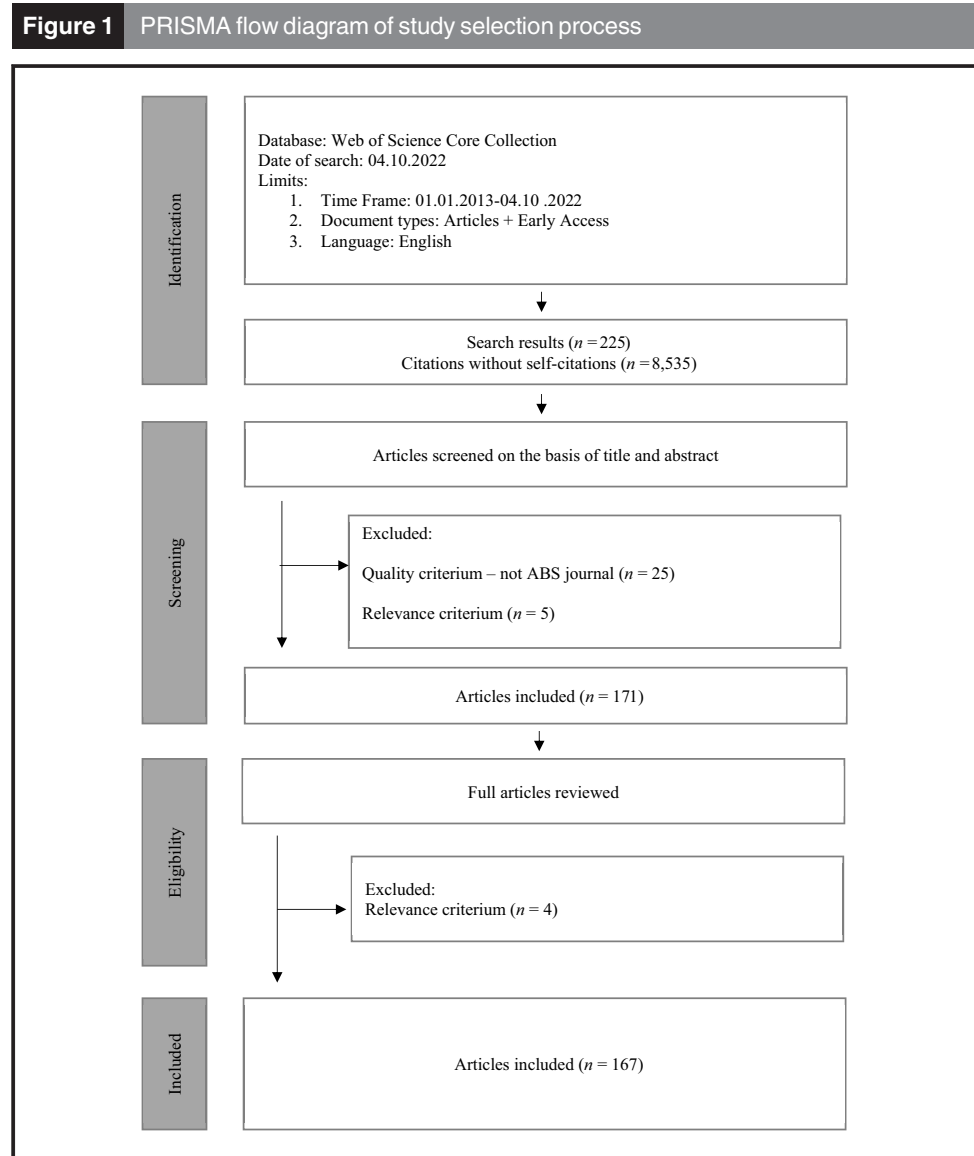 Figure 1 PRISMA flow diagram of study selection process
Identification
Database: Web of Science Core Collection
Date of search: 04.10.2022
Limits:
1. Time Frame: 01.01.2013-04.10 .2022
2. Document types: Articles + Early Access
3. Language: English
Search results (n = 225)
Citations without self-citations (n = 8,535)
Screening
Articles screened on the basis of title and abstract
Excluded:
Quality criterium – not ABS journal (n = 25)
Relevance criterium (n = 5)
Articles included (n = 171)
Eligibility
Full articles reviewed
Excluded:
Relevance criterium (n = 4)
Included
Articles included (n = 167)